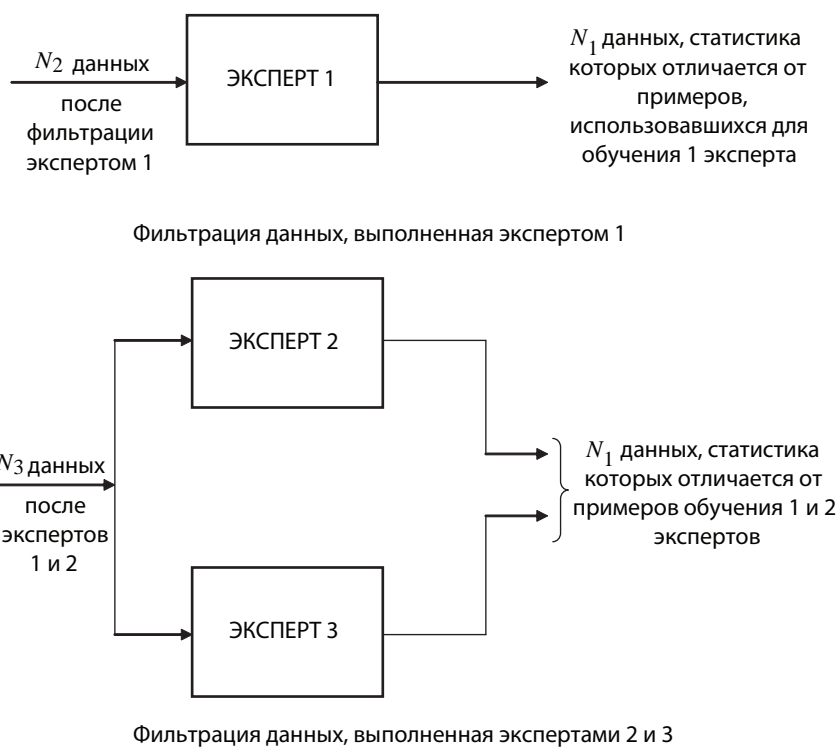 N2 данных
после
фильтрации
экспертом 1
ЭКСПЕРТ 1
N1 данных, статистика
которых отличается от
примеров,
использовавшихся для
обучения 1 эксперта
Фильтрация данных, выполненная экспертом 1
ЭКСПЕРТ 2
N3 данных
после
экспертов
1 и 2
N1 данных, статистика
которых отличается от
примеров обучения 1 и 2
экспертов
ЭКСПЕРТ 3
Фильтрация данных, выполненная экспертами 2 и 3